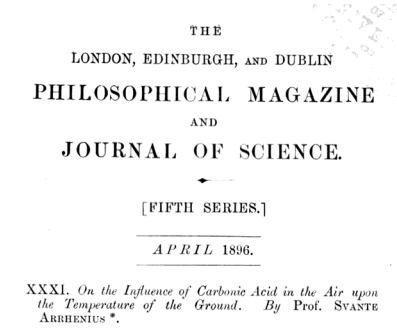 THE
LONDON, EDINBURGH, AND DUBLIN
PHILOSOPHICAL MAGAZINE
AND
JOURNAL OF SCIENCE.
[FIFTH SERIES.]
APRIL 1896.
XXXI. On the Influence of Carbonic Acid in the Air upon
the Temperature of the Ground. By Prof. SVANTE
ARRHENIUS *.